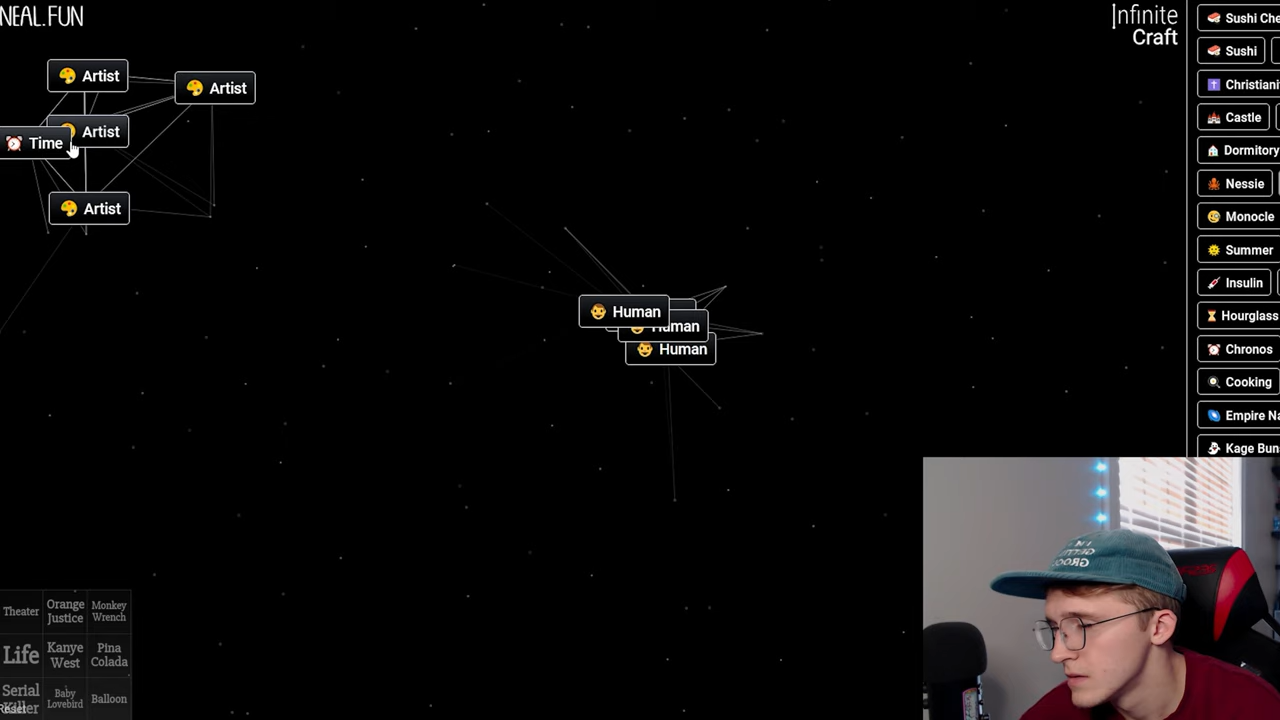 NEAL.FUN
Infinite
Craft
Artist
Artist
Artist
Time
Artist
Human
Human
Human
Sushi Che
Sushi
Christiani
Castle
Dormitory
Nessie
Monocle
Summer
Insulin
Hourglass
Chronos
Cooking
Empire Na
Kage Bun
Theater
Orange
Justice
Monkey
Wrench
Life
Kanye
West
Pina
Colada
Serial
Killer
Baby
Lovebird
Balloon
Reset